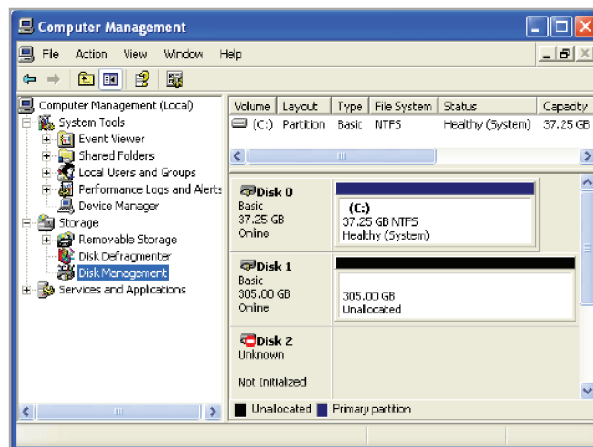 Computer Management
File Action View Window Help
Computer Management (Local)
System Tools
Event Viewer
Shared Folders
Local Users and Groups
Performance Logs and Alerts
Device Manager
Storage
Removable Storage
Disk Defragmenter
Disk Management
Services and Applications
Volume Layout Type File System Status Capacity
(C:) Partition Basic NTFS Healthy (System) 37.25 GB
Disk 0
Basic
37.25 GB
Online
(C:)
37.25 GB NTFS
Healthy (System)
Disk 1
Basic
305.00 GB
Online
305.00 GB
Unallocated
Disk 2
Unknown
Not Initialized
Unallocated Primary partition